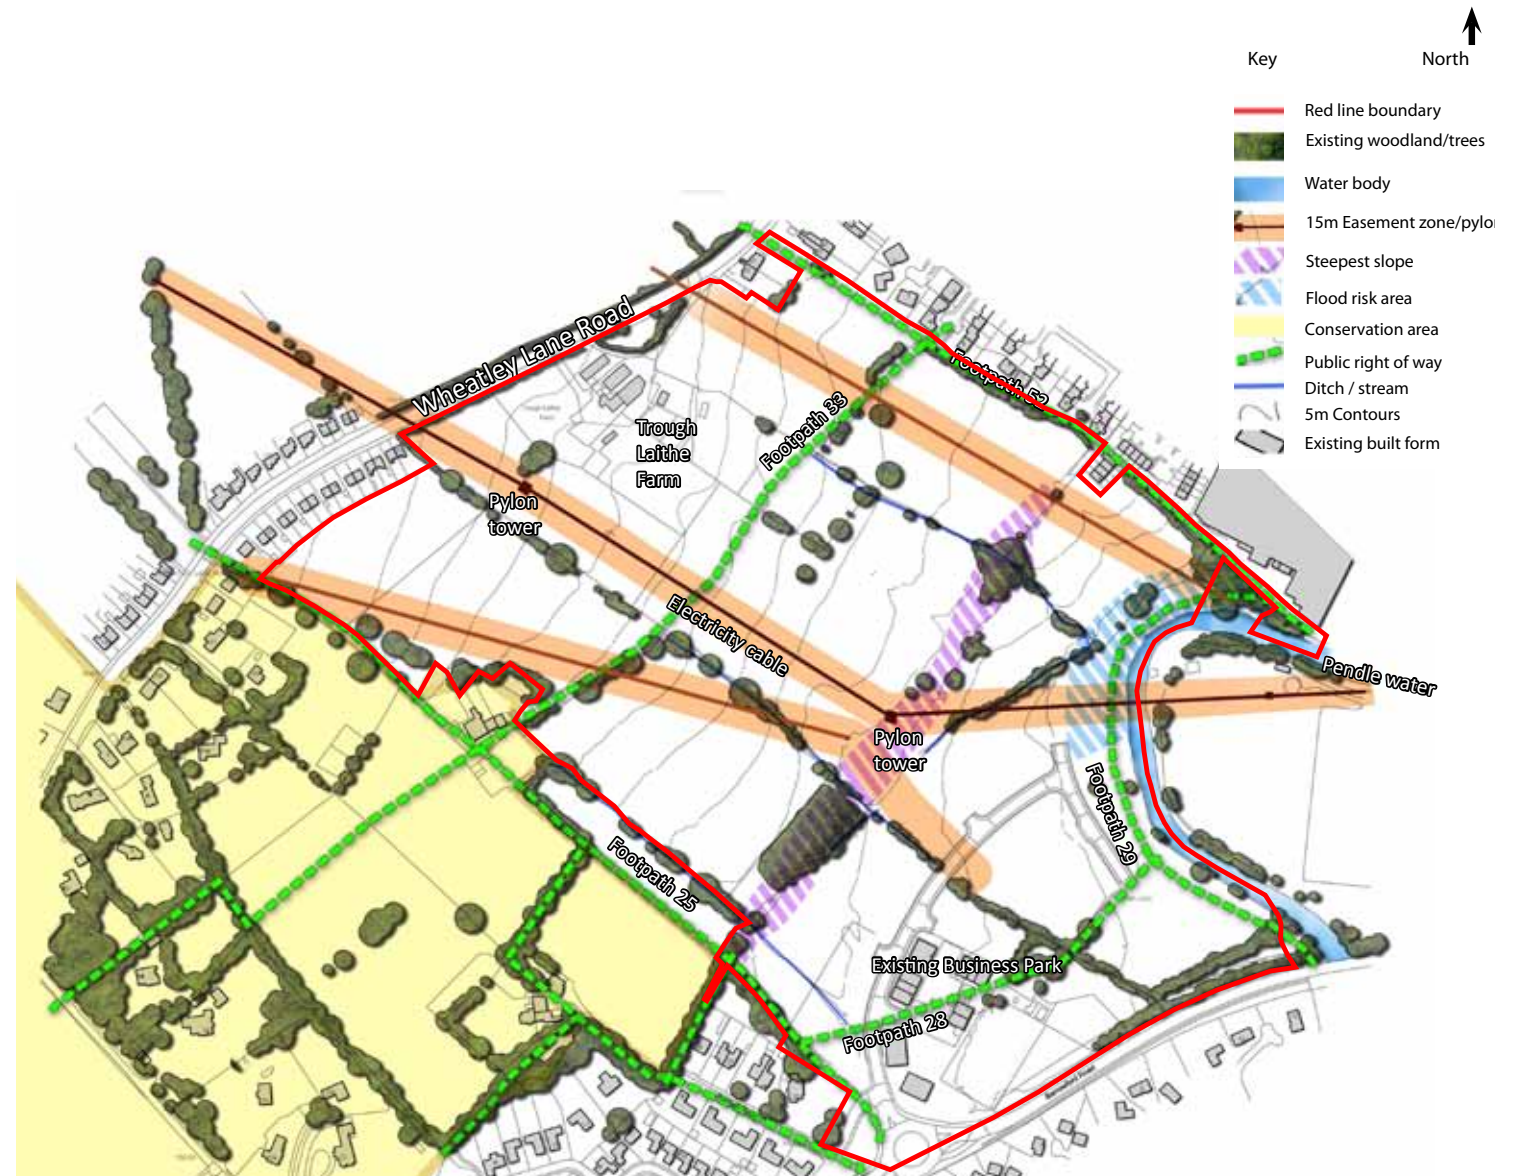 Key
North
Red line boundary
Existing woodland/trees
Water body
15m Easement zone/pylo
Steepest slope
Flood risk area
Conservation area
Public right of way
Ditch / stream
5m Contours
Existing built form
Wheatley Lane Road
Footpath 52
Footpath 33
Trough
Laithe
Farm
Pylon
tower
Electricity cable
Pendle water
Pylon
tower
Footpath 29
Footpath 25
Existing Business Park
Footpath 28